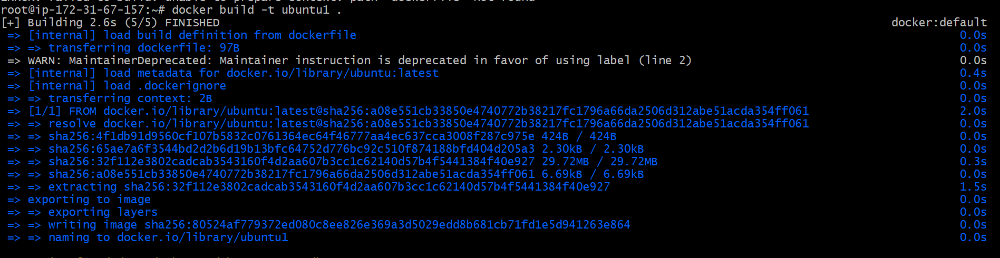 root@ip-172-31-67-157:~# docker build -t ubuntu1 .
[+] Building 2.6s (5/5) FINISHED docker:default
=> [internal] load build definition from dockerfile 0.0s
=> => transferring dockerfile: 97B 0.0s
=> WARN: MaintainerDeprecated: Maintainer instruction is deprecated in favor of using label (line 2) 0.0s
=> [internal] load metadata for docker.io/library/ubuntu:latest 0.4s
=> [internal] load .dockerignore 0.0s
=> => transferring context: 2B 0.0s
=> [1/1] FROM docker.io/library/ubuntu:latest@sha256:a08e551cb33850e4740772b38217fc1796a66da2506d312abe51acda354ff061 2.0s
=> => resolve docker.io/library/ubuntu:latest@sha256:a08e551cb33850e4740772b38217fc1796a66da2506d312abe51acda354ff061 0.0s
=> => sha256:4f1db91d9560cf107b5832c0761364ec64f46777aa4ec637cca3008f287c975e 424B / 424B 0.0s
=> => sha256:65ae7a6f3544bd2d2b6d19b13bfc64752d776bc92c510f874188bfd404d205a3 2.30kB / 2.30kB 0.0s
=> => sha256:32f112e3802cadcab3543160f4d2aa607b3cc1c62140d57b4f5441384f40e927 29.72MB / 29.72MB 0.3s
=> => sha256:a08e551cb33850e4740772b38217fc1796a66da2506d312abe51acda354ff061 6.69kB / 6.69kB 0.0s
=> => extracting sha256:32f112e3802cadcab3543160f4d2aa607b3cc1c62140d57b4f5441384f40e927 1.5s
=> exporting to image 0.0s
=> => exporting layers 0.0s
=> => writing image sha256:80524af779372ed080c8ee826e369a3d5029edd8b681cb71fd1e5d941263e864 0.0s
=> => naming to docker.io/library/ubuntu1 0.0s